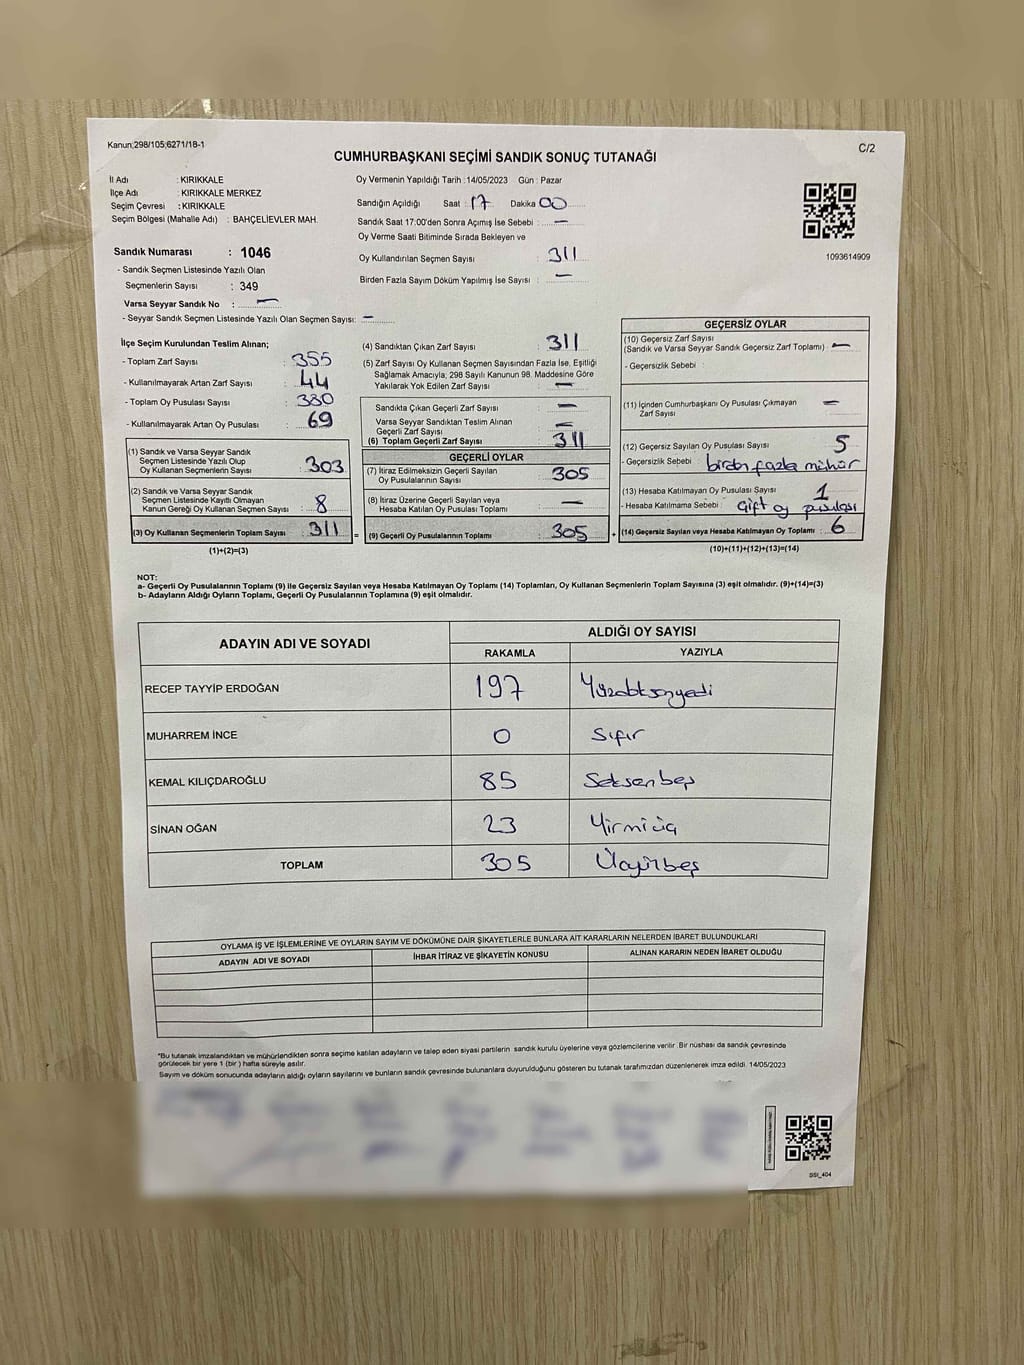 Kanun;298/105;6271/18-1
C/2
CUMHURBAŞKANI SEÇİMİ SANDIK SONUÇ TUTANAĞI
İl Adı : KIRIKKALE
İlçe Adı : KIRIKKALE MERKEZ
Seçim Çevresi : KIRIKKALE
Seçim Bölgesi (Mahalle Adı) : BAHÇELİEVLER MAH.
Oy Vermenin Yapıldığı Tarih :14/05/2023 Gün : Pazar
Sandığın Açıldığı Saat : 17 Dakika 00
Sandık Saat 17:00'den Sonra Açımış İse Sebebi : —
Oy Verme Saati Bitiminde Sırada Bekleyen ve
Oy Kullandırılan Seçmen Sayısı : 311
Birden Fazla Sayım Döküm Yapılmış İse Sayısı : —
1093614909
Sandık Numarası : 1046
- Sandık Seçmen Listesinde Yazılı Olan
Seçmenlerin Sayısı : 349
Varsa Seyyar Sandık No : —
- Seyyar Sandık Seçmen Listesinde Yazılı Olan Seçmen Sayısı: —
İlçe Seçim Kurulundan Teslim Alınan;
- Toplam Zarf Sayısı : 355
- Kullanılmayarak Artan Zarf Sayısı : 44
- Toplam Oy Pusulası Sayısı : 380
- Kullanılmayarak Artan Oy Pusulası : 69
(1) Sandık ve Varsa Seyyar Sandık
Seçmen Listesinde Yazılı Olup
Oy Kullanan Seçmenlerin Sayısı : 303
(2) Sandık ve Varsa Seyyar Sandık
Seçmen Listesinde Kayıtlı Olmayan
Kanun Gereği Oy Kullanan Seçmen Sayısı : 8
(3) Oy Kullanan Seçmenlerin Toplam Sayısı : 311
(1)+(2)=(3)
(4) Sandıktan Çıkan Zarf Sayısı : 311
(5) Zarf Sayısı Oy Kullanan Seçmen Sayısından Fazla İse, Eşitliği
Sağlamak Amacıyla; 298 Sayılı Kanunun 98. Maddesine Göre
Yakılarak Yok Edilen Zarf Sayısı : —
Sandıkta Çıkan Geçerli Zarf Sayısı : —
Varsa Seyyar Sandıktan Teslim Alınan
Geçerli Zarf Sayısı : —
(6) Toplam Geçerli Zarf Sayısı : 311
GEÇERLİ OYLAR
(7) İtiraz Edilmeksizin Geçerli Sayılan
Oy Pusulalarının Sayısı : 305
(8) İtiraz Üzerine Geçerli Sayılan veya
Hesaba Katılan Oy Pusulası Toplamı : —
= (9) Geçerli Oy Pusulalarının Toplamı : 305 +
GEÇERSİZ OYLAR
(10) Geçersiz Zarf Sayısı
(Sandık ve Varsa Seyyar Sandık Geçersiz Zarf Toplamı) : —
- Geçersizlik Sebebi :
(11) İçinden Cumhurbaşkanı Oy Pusulası Çıkmayan
Zarf Sayısı : —
(12) Geçersiz Sayılan Oy Pusulası Sayısı : 5
- Geçersizlik Sebebi : birden fazla mühür
(13) Hesaba Katılmayan Oy Pusulası Sayısı : 1
- Hesaba Katılmama Sebebi : Çift oy pusulası
(14) Geçersiz Sayılan veya Hesaba Katılmayan Oy Toplamı : 6
(10)+(11)+(12)+(13)=(14)
NOT:
a- Geçerli Oy Pusulalarının Toplamı (9) ile Geçersiz Sayılan veya Hesaba Katılmayan Oy Toplamı (14) Toplamları, Oy Kullanan Seçmenlerin Toplam Sayısına (3) eşit olmalıdır. (9)+(14)=(3)
b- Adayların Aldığı Oyların Toplamı, Geçerli Oy Pusulalarının Toplamına (9) eşit olmalıdır.
ADAYIN ADI VE SOYADI
ALDIĞI OY SAYISI
RAKAMLA YAZIYLA
RECEP TAYYİP ERDOĞAN 197 Yüzdoksanyedi
MUHARREM İNCE 0 Sıfır
KEMAL KILIÇDAROĞLU 85 Seksenbeş
SİNAN OĞAN 23 Yirmiüç
TOPLAM 305 Üçyüzbeş
OYLAMA İŞ VE İŞLEMLERİNE VE OYLARIN SAYIM VE DÖKÜMÜNE DAİR ŞİKAYETLERLE BUNLARA AİT KARARLARIN NELERDEN İBARET BULUNDUKLARI
ADAYIN ADI VE SOYADI İHBAR İTİRAZ VE ŞİKAYETİN KONUSU ALINAN KARARIN NEDEN İBARET OLDUĞU
*Bu tutanak imzalandıktan ve mühürlendikten sonra seçime katılan adayların ve talep eden siyasi partilerin sandık kurulu üyelerine veya gözlemcilerine verilir. Bir nüshası da sandık çevresinde
görülecek bir yere 1 (bir ) hafta süreyle asılır.
Sayım ve döküm sonucunda adayların aldığı oyların sayılarını ve bunların sandık çevresinde bulunanlara duyurulduğunu gösteren bu tutanak tarafımızdan düzenlenerek imza edildi. 14/05/2023
SSI_404